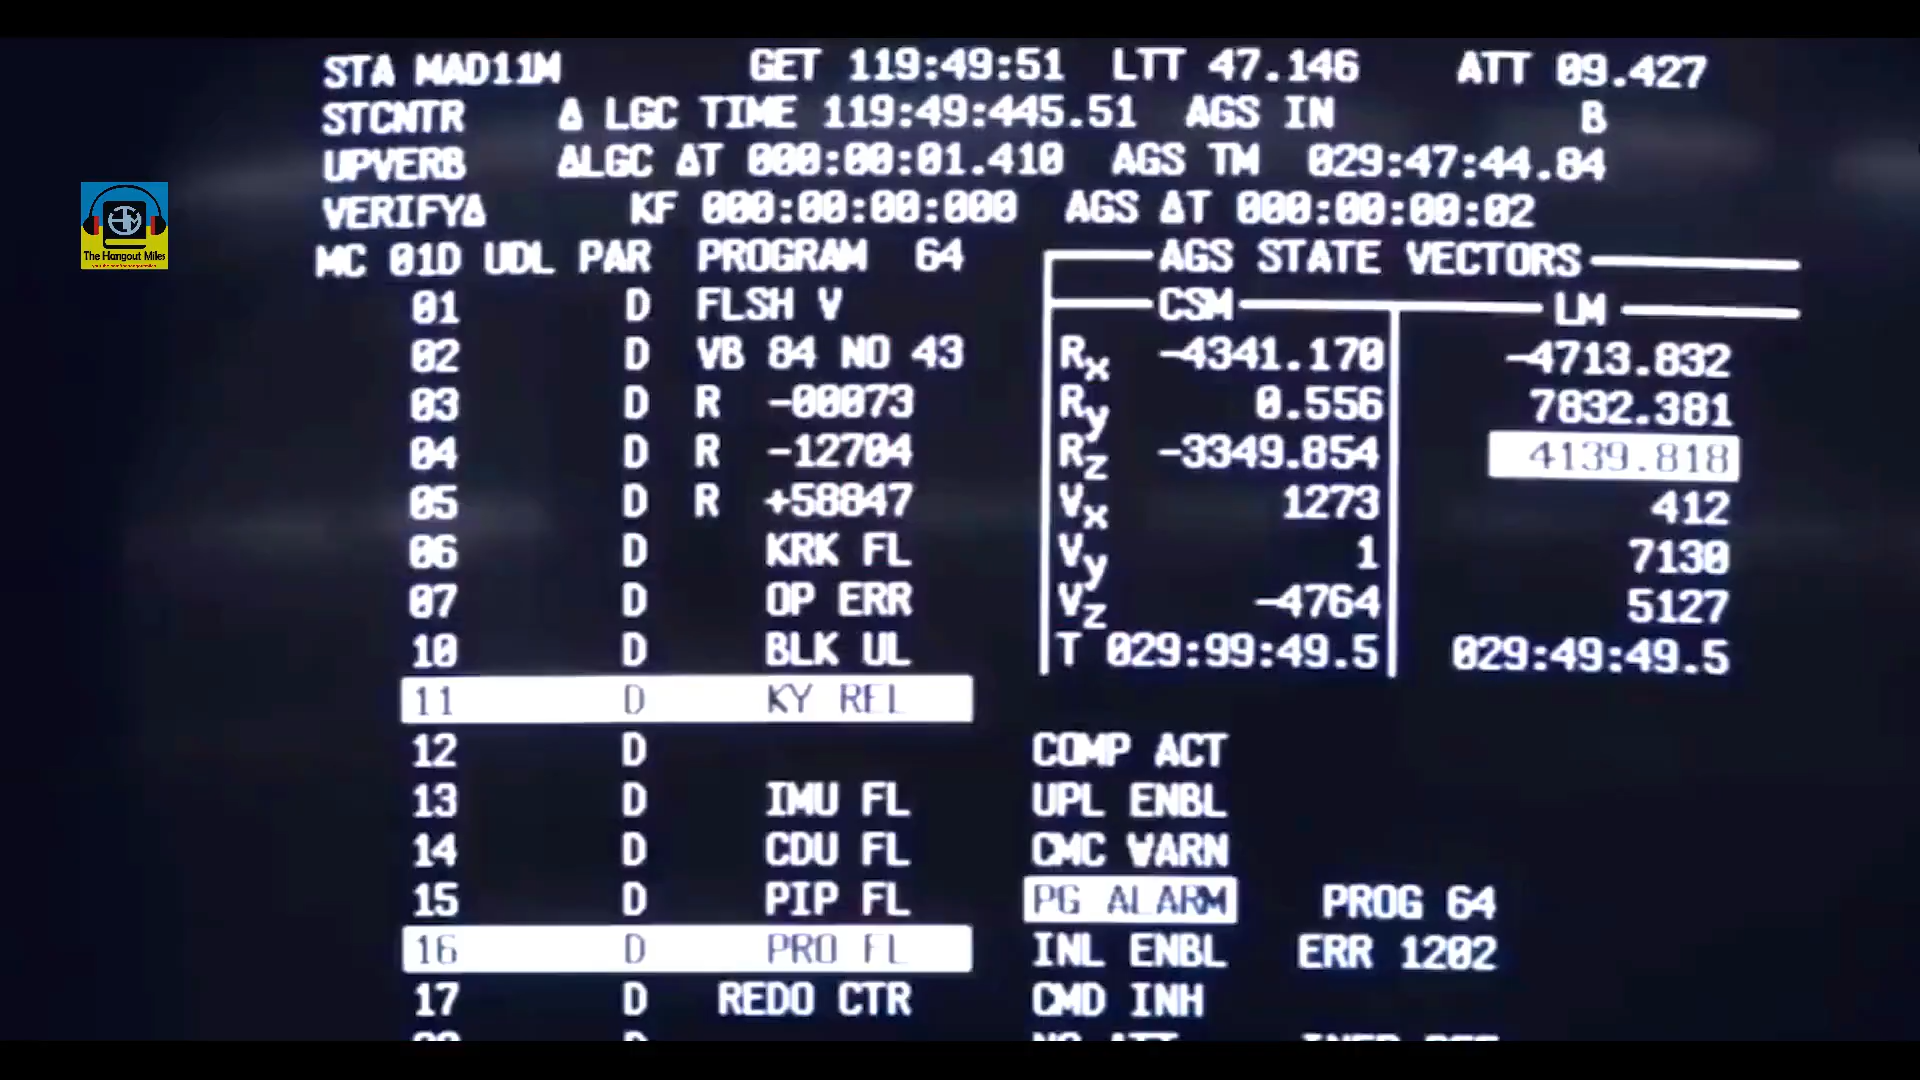 STA MAD11M GET 119:49:51 LTT 47.146 ATT 09.427
STCNTR Δ LGC TIME 119:49:445.51 AGS IN B
UPVERB ΔLGC ΔT 000:00:01.410 AGS TM 029:47:44.84
VERIFYΔ KF 000:00:00:000 AGS ΔT 000:00:00:02
The Hangout Miles
MC 01D UDL PAR PROGRAM 64
01 D FLSH V
02 D VB 84 NO 43
03 D R -00073
04 D R -12704
05 D R +58847
06 D KRK FL
07 D OP ERR
10 D BLK UL
11 D KY REL
12 D
13 D IMU FL
14 D CDU FL
15 D PIP FL
16 D PRO FL
17 D REDO CTR
AGS STATE VECTORS
CSM LM
Rx -4341.170 -4713.832
Ry 0.556 7832.381
Rz -3349.854 4139.818
Vx 1273 412
Vy 1 7130
Vz -4764 5127
T 029:99:49.5 029:49:49.5
COMP ACT
UPL ENBL
CMC WARN
PG ALARM PROG 64
INL ENBL ERR 1202
CMD INH